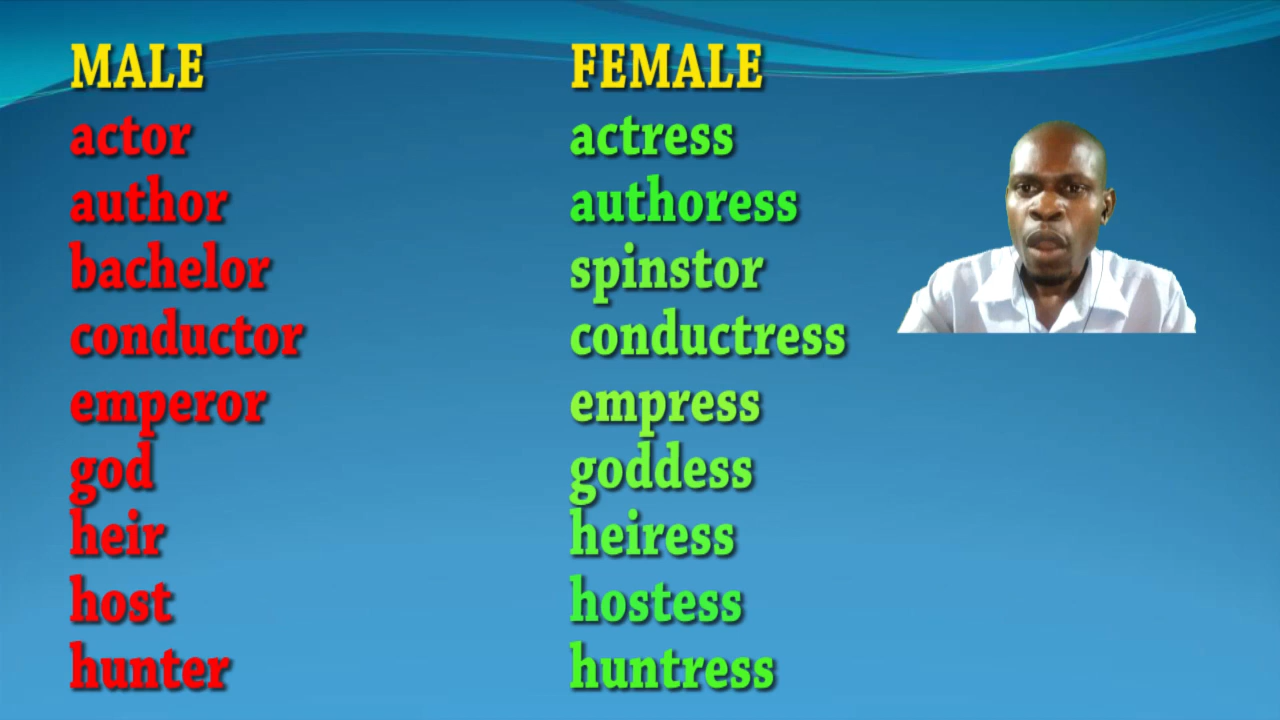 MALE FEMALE
actor actress
author authoress
bachelor spinstor
conductor conductress
emperor empress
god goddess
heir heiress
host hostess
hunter huntress